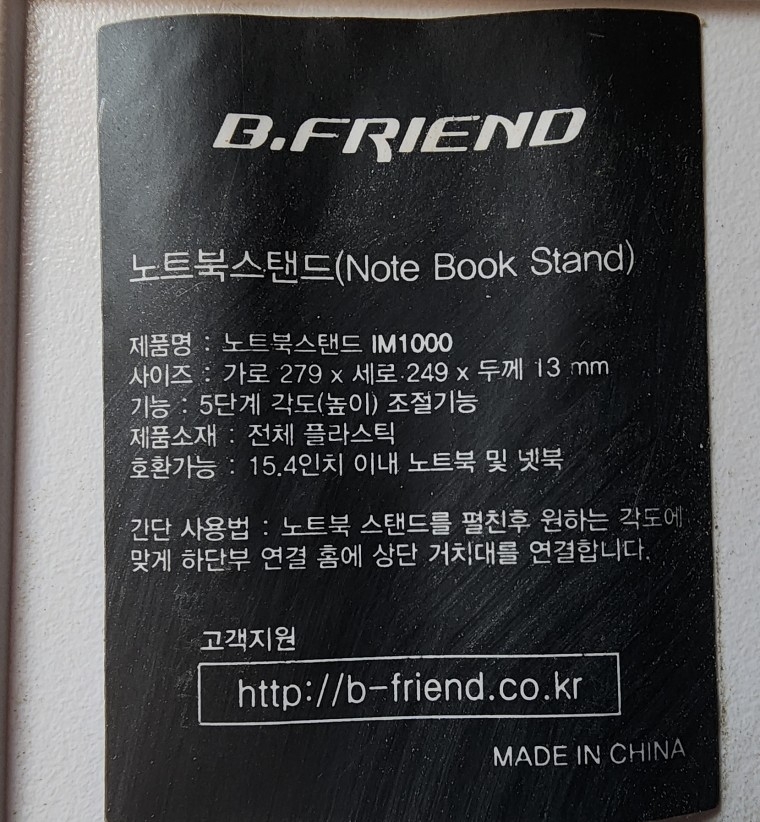 B.FRIEND
노트북스탠드(Note Book Stand)
제품명 : 노트북스탠드 IM1000
사이즈 : 가로 279 x 세로 249 x 두께 13 mm
기능 : 5단계 각도(높이) 조절기능
제품소재 : 전체 플라스틱
호환가능 : 15.4인치 이내 노트북 및 넷북
간단 사용법 : 노트북 스탠드를 펼친후 원하는 각도에
맞게 하단부 연결 홈에 상단 거치대를 연결합니다.
고객지원
http://b-friend.co.kr
MADE IN CHINA